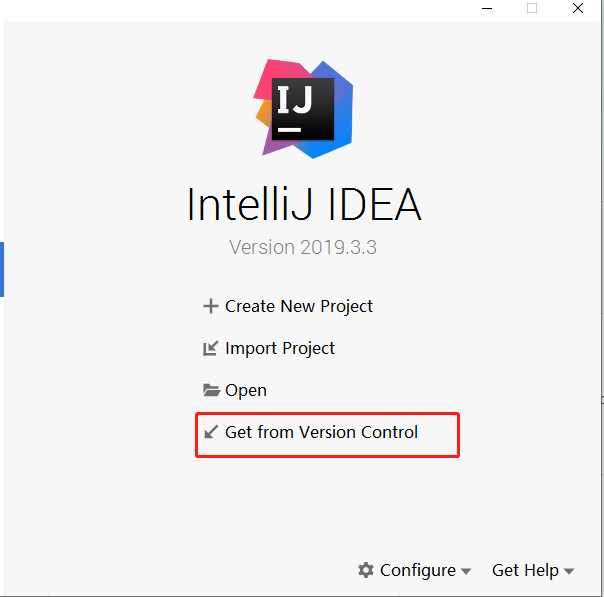 IJ
IntelliJ IDEA
Version 2019.3.3
Create New Project
Import Project
Open
Get from Version Control
Configure Get Help